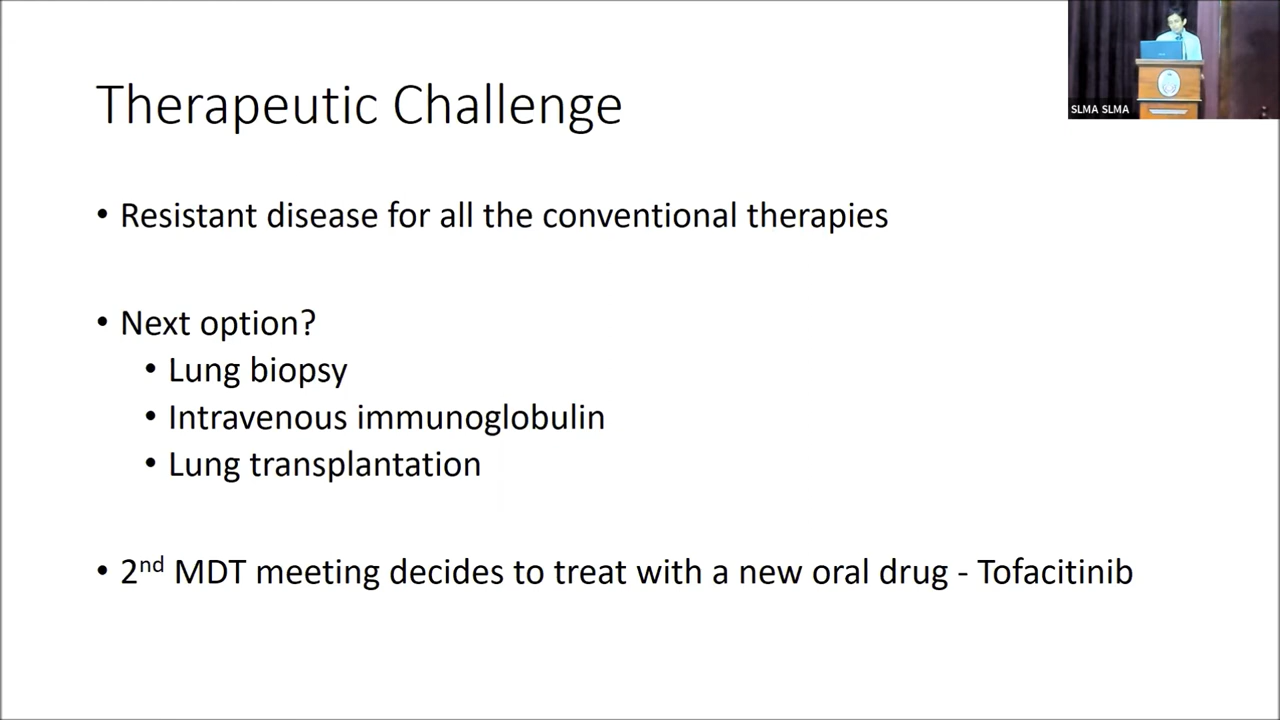 Therapeutic Challenge
SLMA SLMA
• Resistant disease for all the conventional therapies
• Next option?
• Lung biopsy
• Intravenous immunoglobulin
• Lung transplantation
• 2nd MDT meeting decides to treat with a new oral drug - Tofacitinib